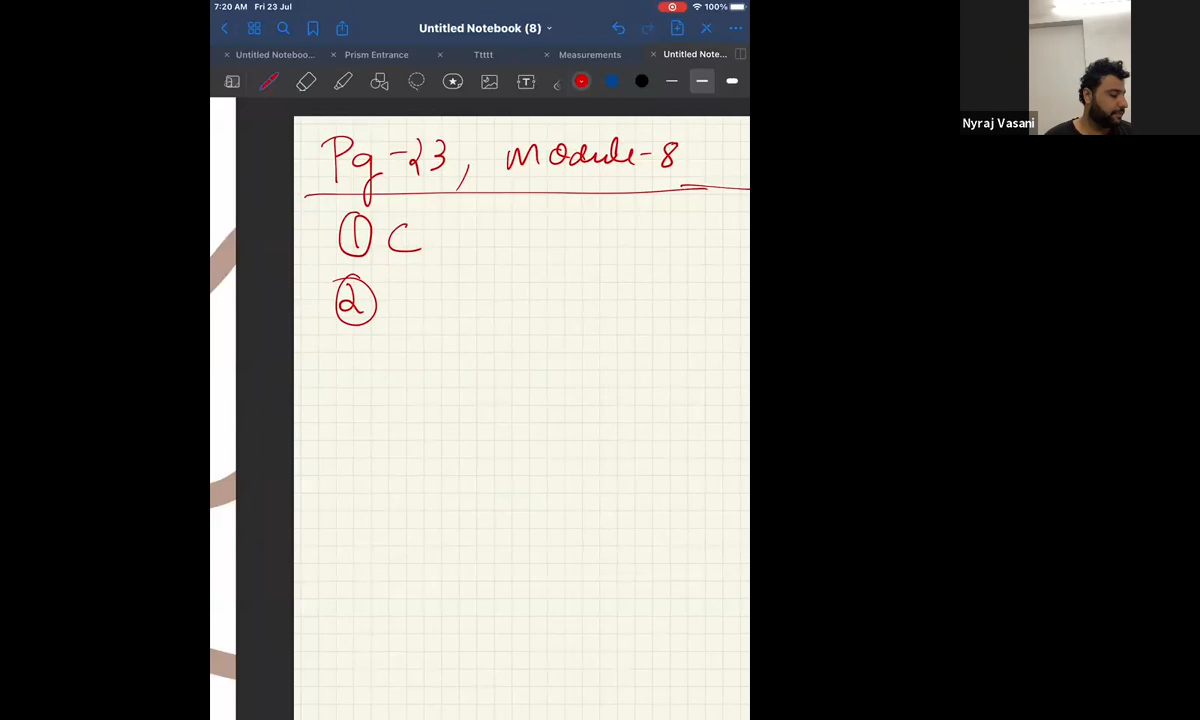 7:20 AM Fri 23 Jul
100%
Untitled Notebook (8)
Untitled Noteboo...
Prism Entrance
Ttttt
Measurements
Untitled Note...
T
Pg-23, Module-8
① C
②
Nyraj Vasani